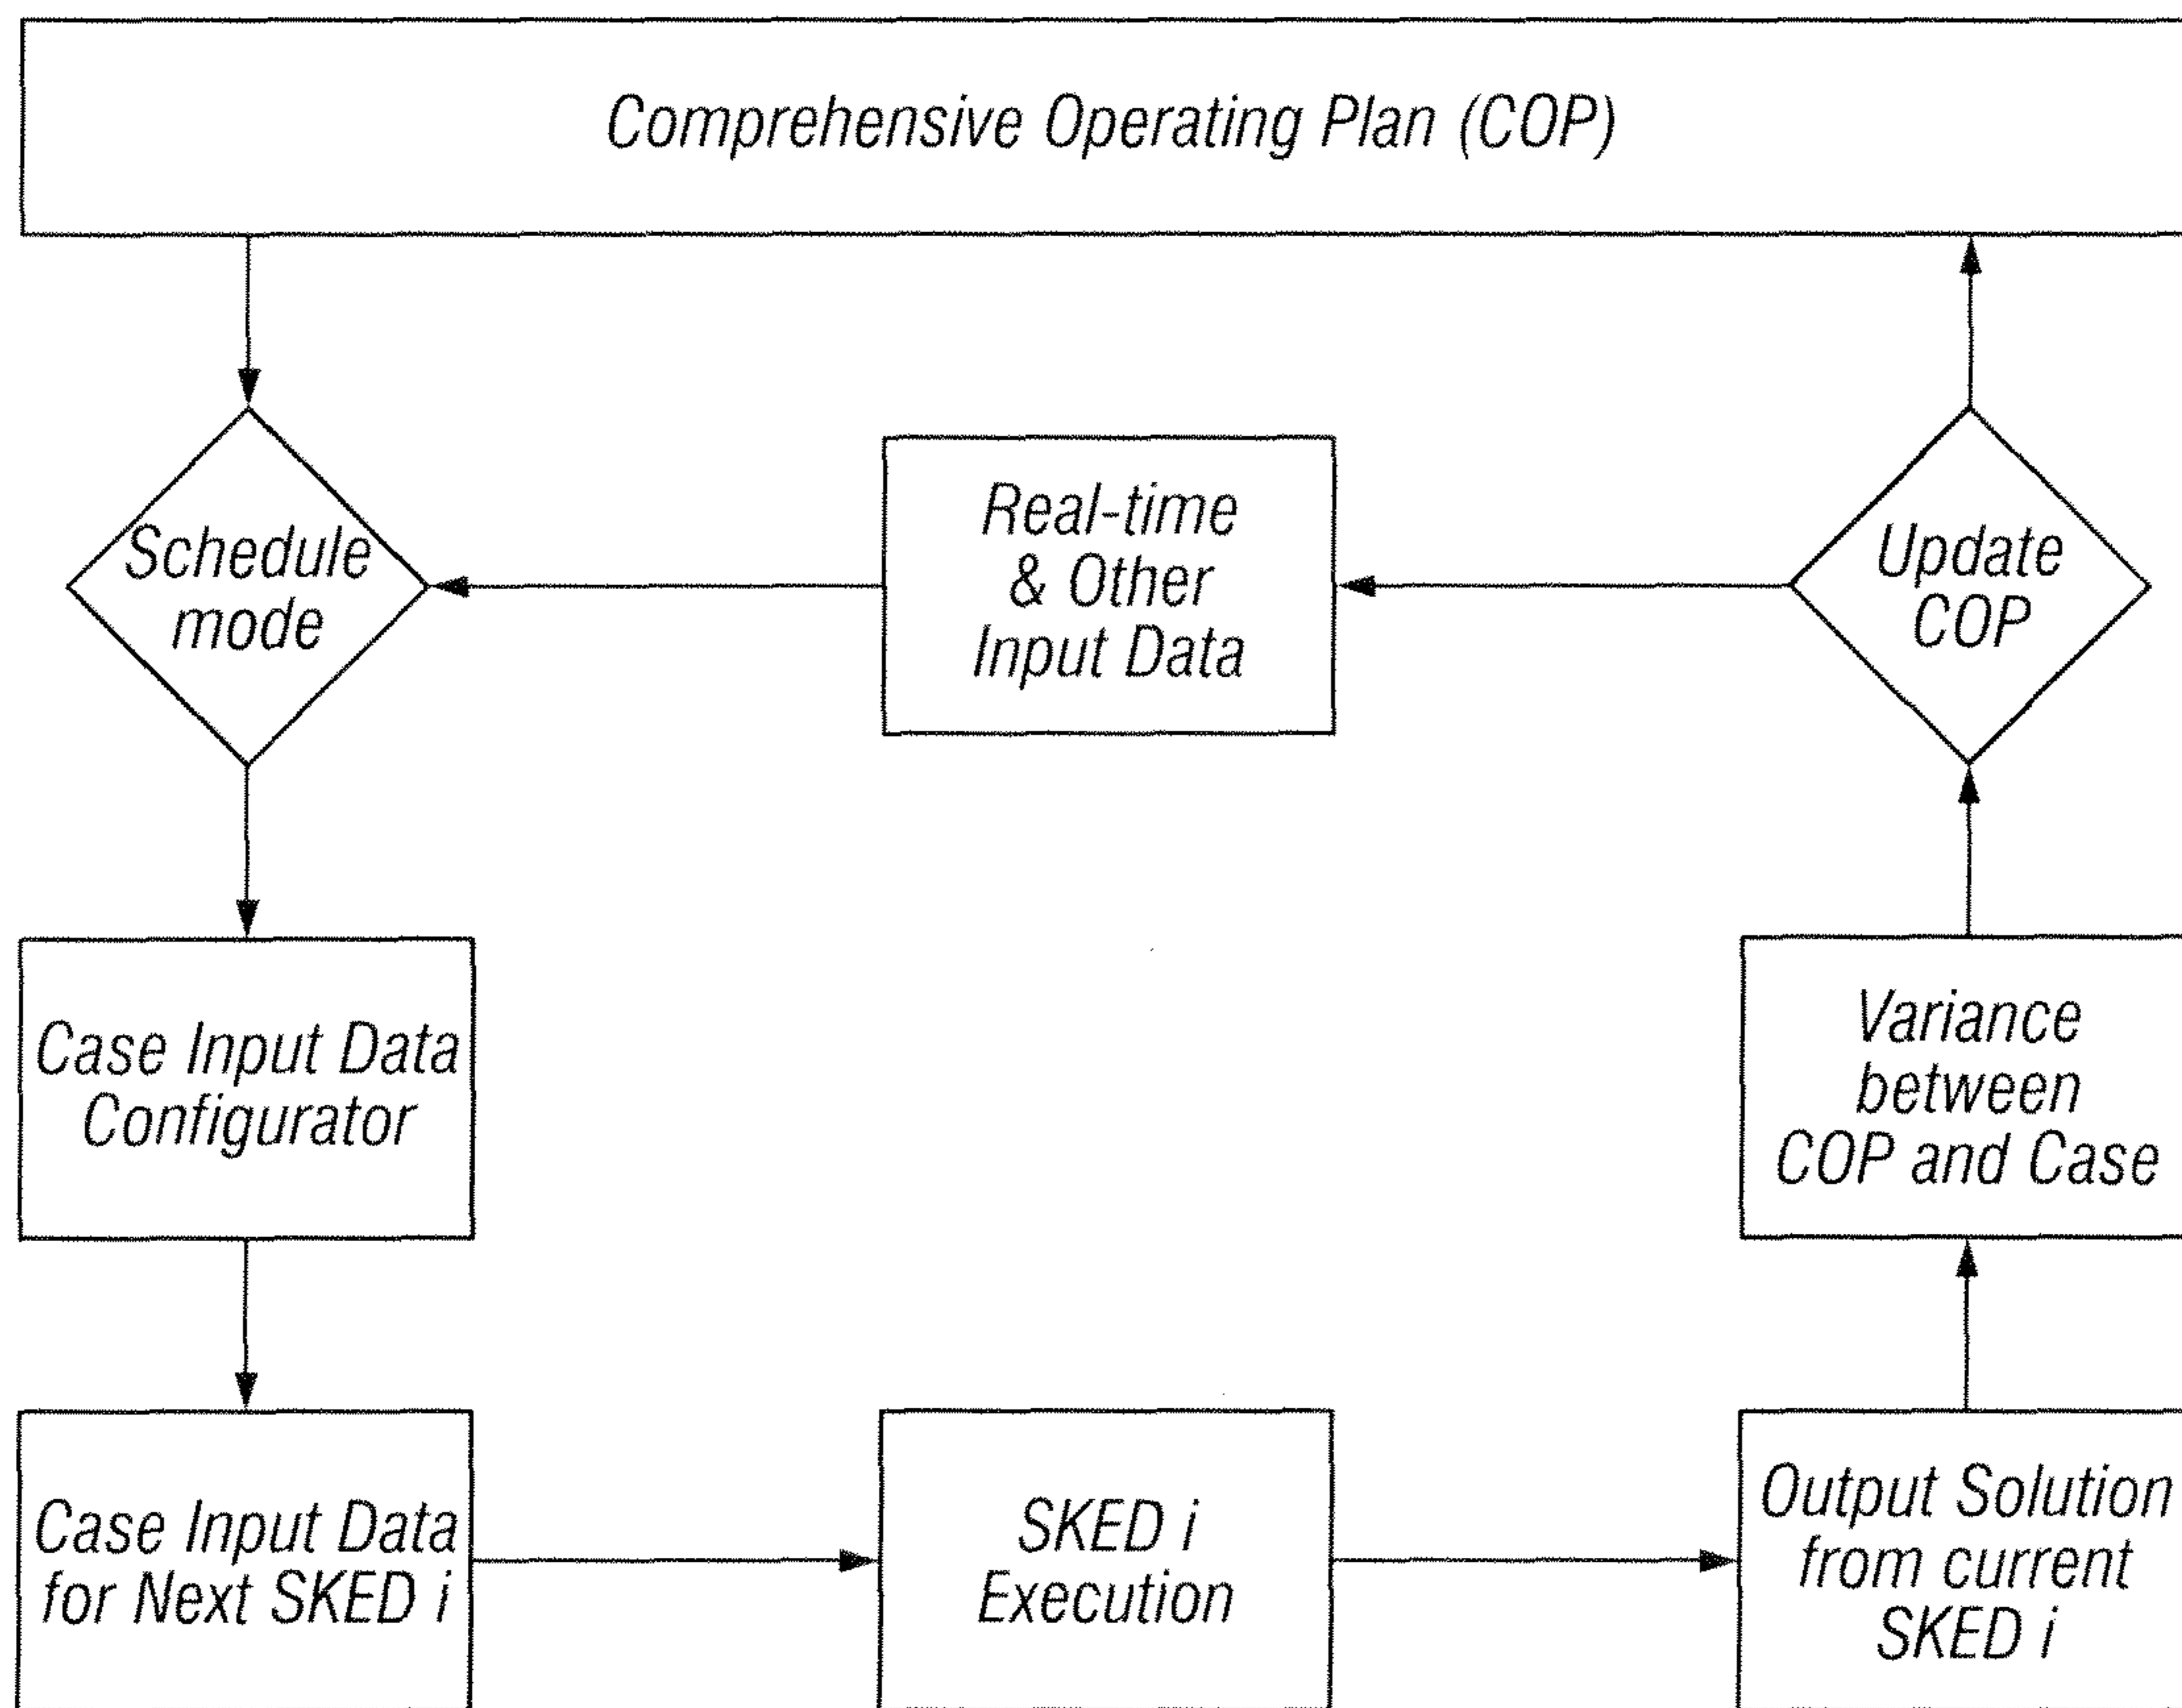 Comprehensive Operating Plan (COP)
Schedule
mode
Real-time
& Other
Input Data
Update
COP
Case Input Data
Configurator
Variance
between
COP and Case
Case Input Data
for Next SKED i
SKED i
Execution
Output Solution
from current
SKED i